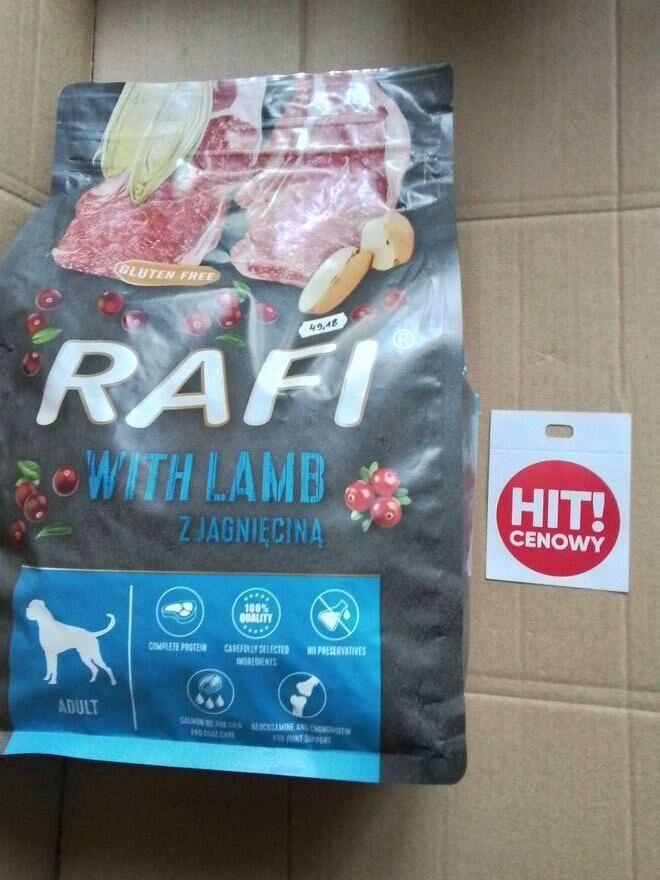 GLUTEN FREE
49,18
RAFI®
WITH LAMB
Z JAGNIĘCINĄ
HIT!
CENOWY
ADULT
COMPLETE PROTEIN
100%
QUALITY
CAREFULLY SELECTED
INGREDIENTS
NO PRESERVATIVES
SALMON OIL FOR SKIN
AND COAT CARE
GLUCOSAMINE AND CHONDROITIN
FOR JOINT SUPPORT